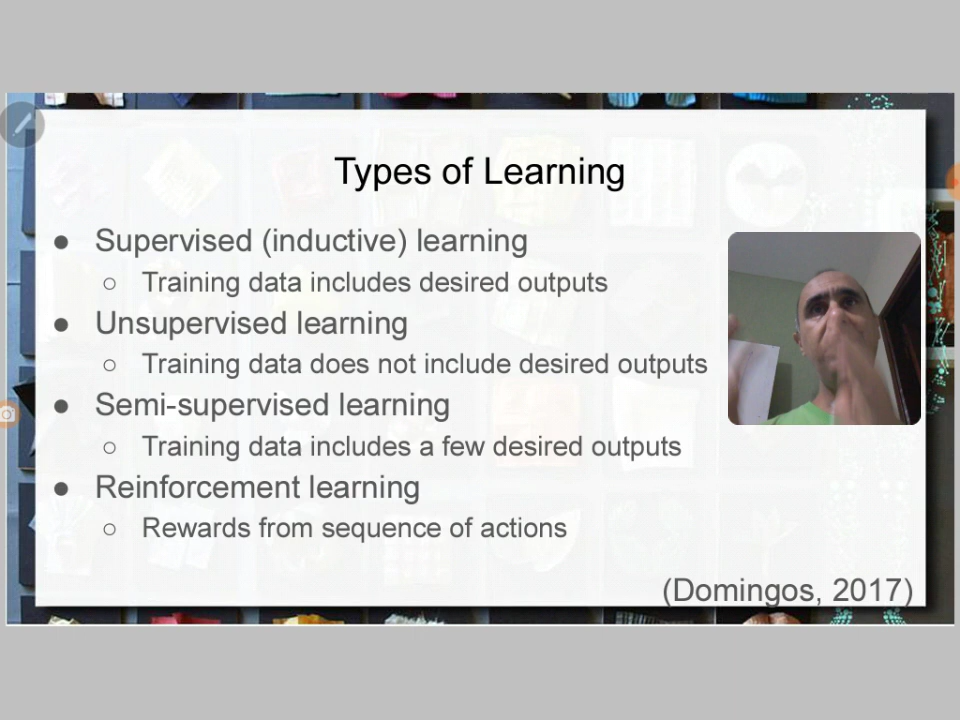 Types of Learning
● Supervised (inductive) learning
○ Training data includes desired outputs
● Unsupervised learning
○ Training data does not include desired outputs
● Semi-supervised learning
○ Training data includes a few desired outputs
● Reinforcement learning
○ Rewards from sequence of actions
(Domingos, 2017)